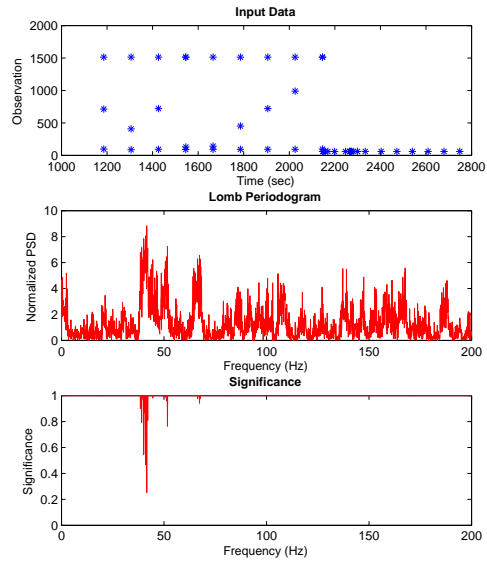 Input Data
Observation
2000
1500
1000
500
0
1000 1200 1400 1600 1800 2000 2200 2400 2600 2800
Time (sec)
Lomb Periodogram
Normalized PSD
10
8
6
4
2
0
0 50 100 150 200
Frequency (Hz)
Significance
Significance
1
0.8
0.6
0.4
0.2
0
0 50 100 150 200
Frequency (Hz)